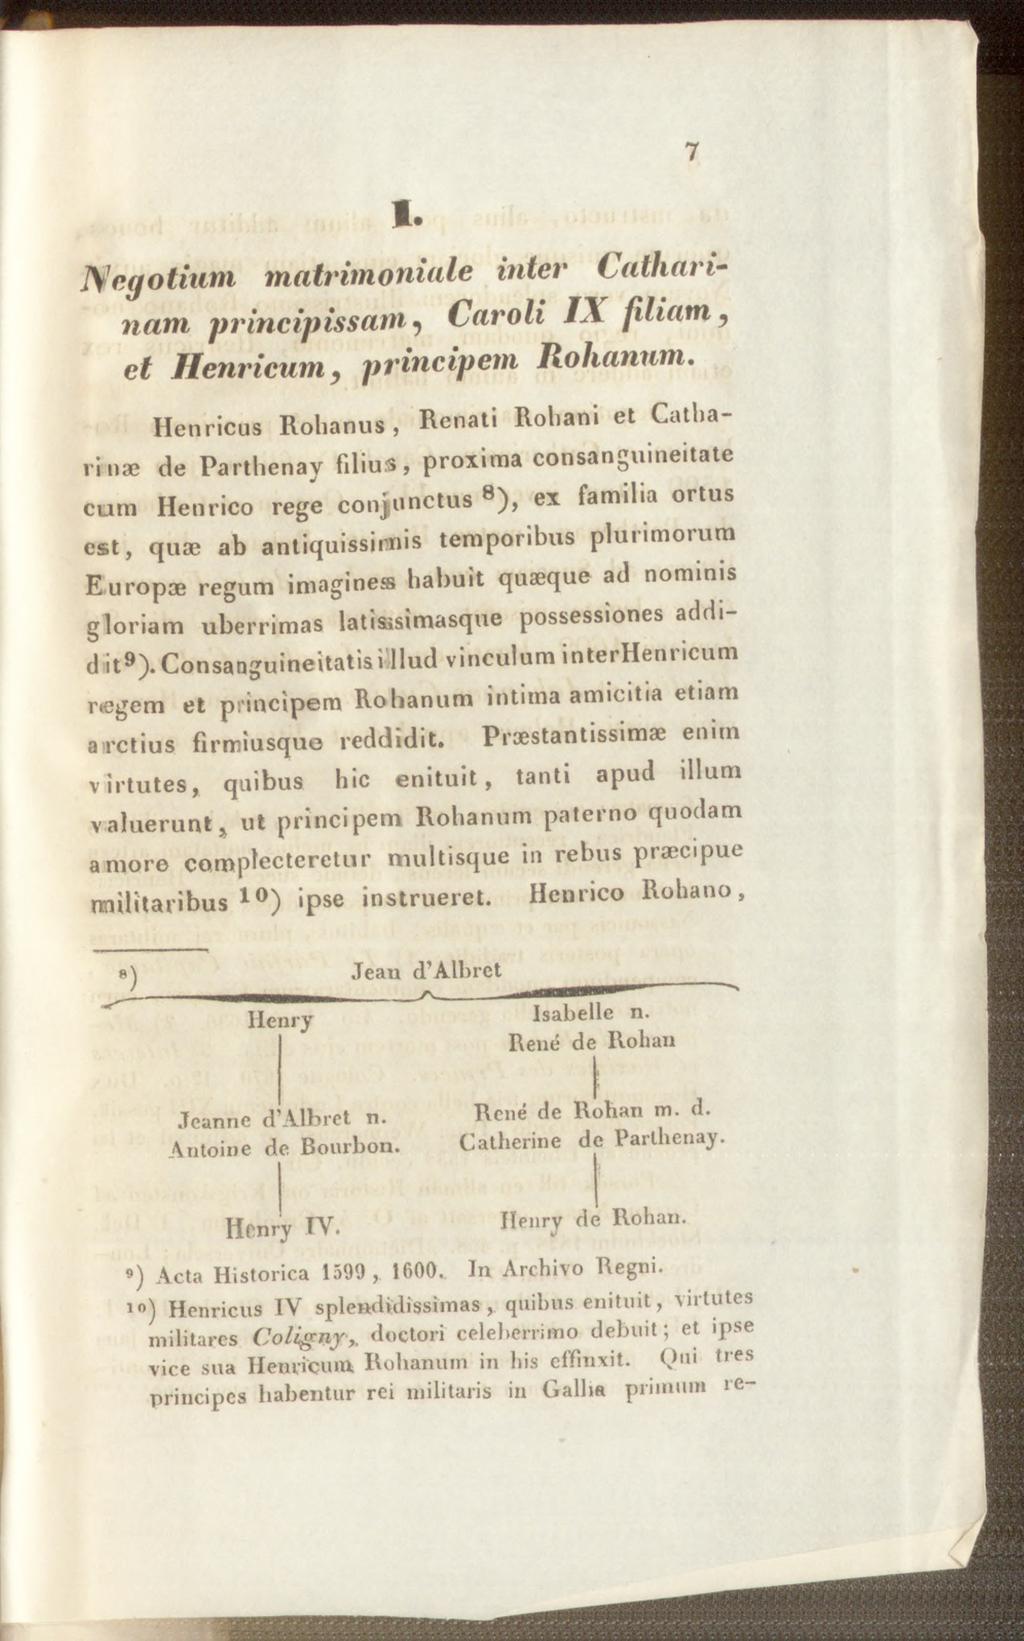 7
I.
Negotium matrimoniale inter Cathari-
nam principissam, Caroli IX filiam,
et Henricum, principem Rohanum.
Henricus Rohanus, Renati Rohani et Catha-
rinæ de Parthenay filius, proxima consanguineitate
cum Henrico rege conjunctus ⁸), ex familia ortus
est, quæ ab antiquissimis temporibus plurimorum
Europæ regum imagines habuit quæque ad nominis
gloriam uberrimas latissimasque possessiones addi-
dit⁹). Consanguineitatis illud vinculum inter Henricum
regem et principem Rohanum intima amicitia etiam
arctius firmiusque reddidit. Præstantissimæ enim
virtutes, quibus hic enituit, tanti apud illum
valuerunt, ut principem Rohanum paterno quodam
amore complecteretur multisque in rebus præcipue
militaribus ¹⁰) ipse instrueret. Henrico Rohano,
⁸) Jean d'Albret
Henry Isabelle n.
René de Rohan
Jeanne d'Albret n. René de Rohan m. d.
Antoine de Bourbon. Catherine de Parthenay.
Henry IV. Henry de Rohan.
⁹) Acta Historica 1599, 1600. In Archivo Regni.
¹⁰) Henricus IV splendidissimas, quibus enituit, virtutes
militares Coligny, doctori celeberrimo debuit; et ipse
vice sua Henricum Rohanum in his effinxit. Qui tres
principes habentur rei militaris in Gallia primum re-